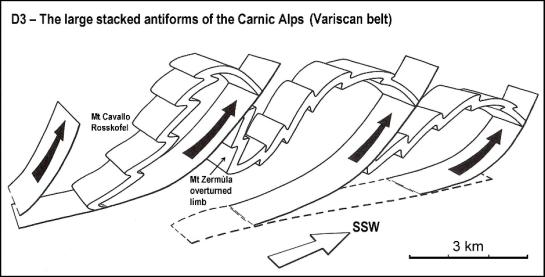 D3 – The large stacked antiforms of the Carnic Alps (Variscan belt)
Mt Cavallo
Rosskofel
Mt Zermùla
overturned
limb
SSW
3 km